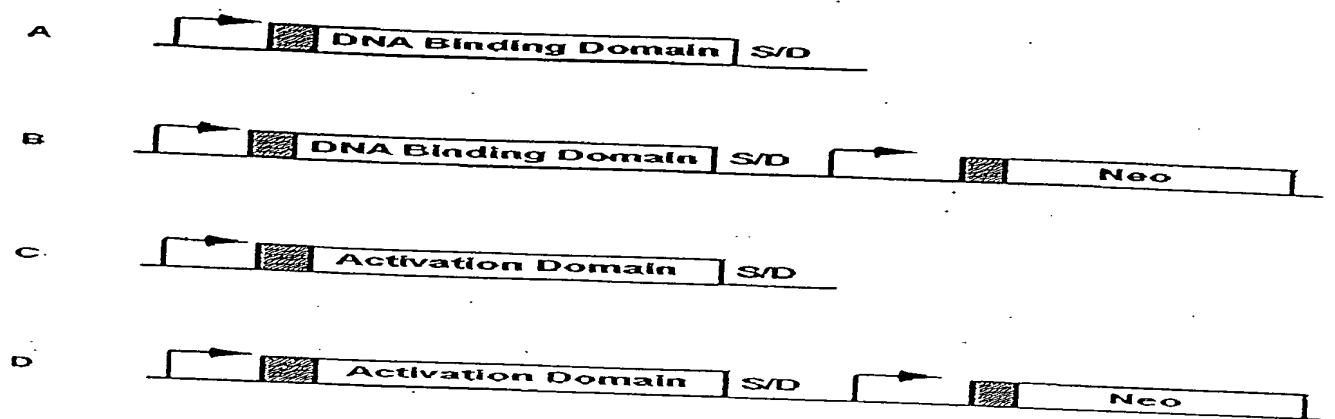 A DNA Binding Domain S/D
B DNA Binding Domain S/D Neo
C. Activation Domain S/D
D Activation Domain S/D Neo